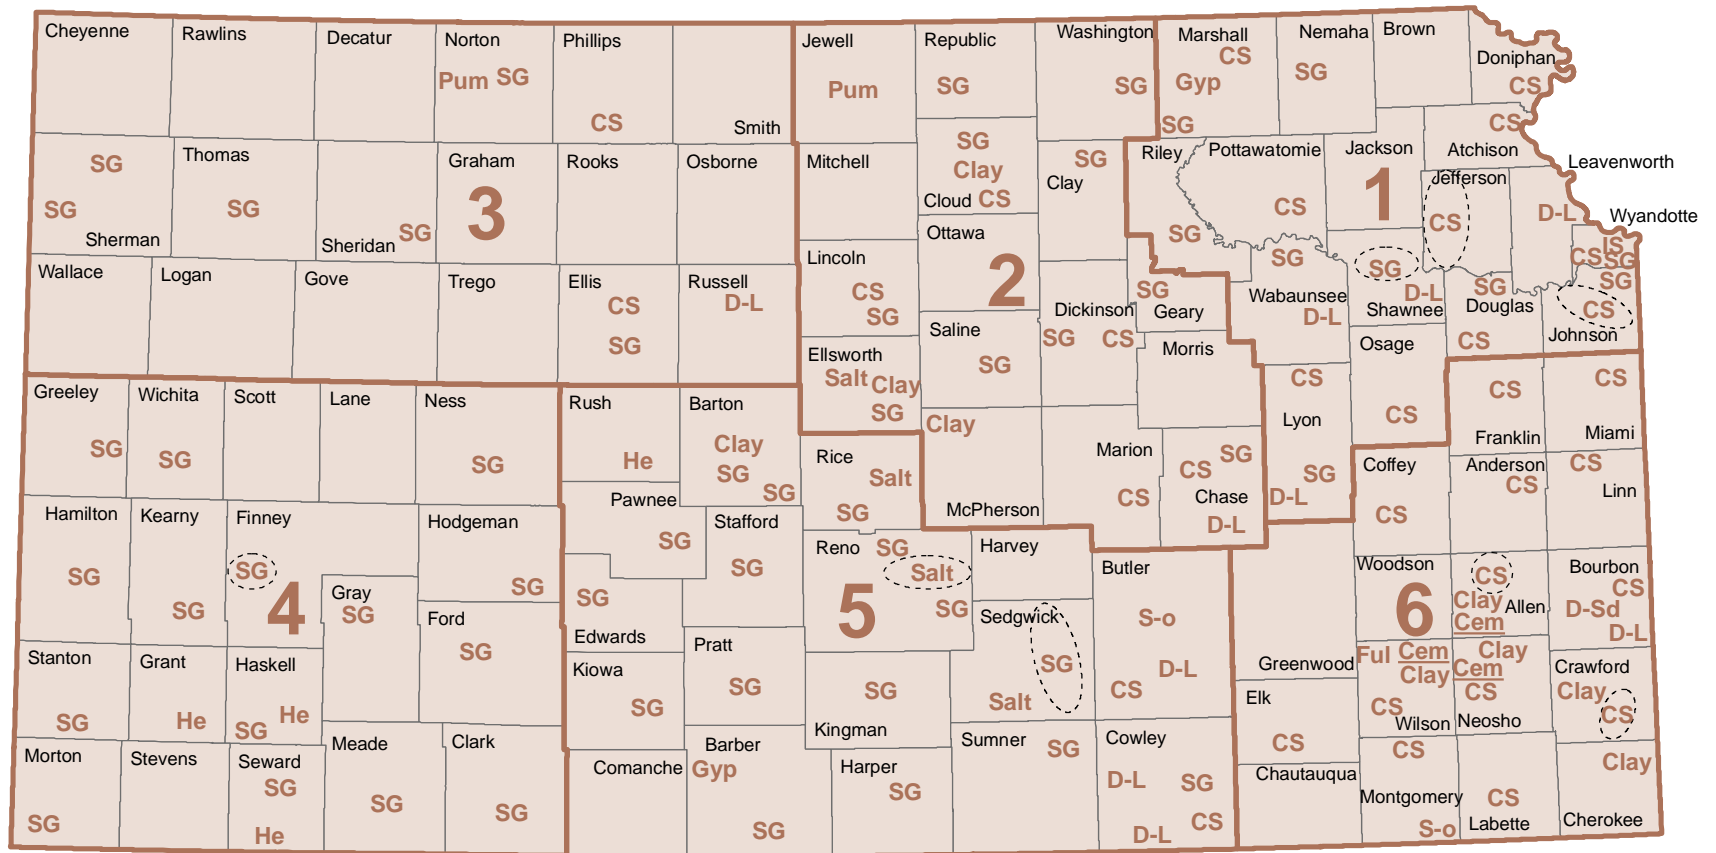 Cheyenne
Rawlins
Decatur
Norton
Pum SG
Phillips
CS
Smith
Jewell
Pum
Republic
SG
Washington
SG
Marshall
CS
Gyp
SG
Nemaha
SG
Brown
Doniphan
CS
SG
SG
Sherman
Thomas
SG
Sheridan
SG
Graham
3
Rooks
Osborne
Mitchell
SG
Clay
Cloud CS
SG
Clay
Riley
SG
Pottawatomie
CS
Jackson
1
CS
Atchison
Jefferson
CS
Leavenworth
D-L
Wyandotte
IS
CS SG
Wallace
Logan
Gove
Trego
Ellis
CS
SG
Russell
D-L
Lincoln
CS
SG
Ottawa
2
Dickinson
SG
CS
SG
Geary
SG
Wabaunsee
D-L
SG
D-L
Shawnee
SG
Douglas
CS
SG
CS
Johnson
Ellsworth
Salt Clay
SG
Saline
SG
Morris
Osage
CS
Greeley
SG
Wichita
SG
Scott
Lane
Ness
SG
Rush
He
Barton
Clay
SG
SG
Rice
Salt
SG
Clay
McPherson
Marion
CS
SG
CS
Chase
D-L
CS
Lyon
SG
D-L
CS
Franklin
CS
Miami
Coffey
CS
Anderson
CS
CS
Linn
Hamilton
SG
Kearny
SG
Finney
SG
4
Hodgeman
SG
Pawnee
SG
Stafford
SG
Reno SG
Salt
SG
5
Harvey
Butler
S-o
D-L
CS
Woodson
6
CS
Clay
Allen
Cem
Bourbon
CS
D-Sd
D-L
Gray
SG
Ford
SG
SG
Edwards
Sedgwick
SG
Salt
Greenwood
Stanton
SG
Grant
He
Haskell
He
SG
Kiowa
SG
Pratt
SG
SG
Kingman
Elk
CS
Ful Cem
Clay
CS
Wilson
Clay
Cem
CS
Neosho
Crawford
Clay
CS
Morton
SG
Stevens
Seward
SG
He
Meade
SG
Clark
SG
Comanche
Barber
Gyp
SG
Harper
SG
Sumner SG
Cowley
D-L
SG
CS
D-L
Chautauqua
CS
Montgomery
S-o
CS
Labette
Clay
Cherokee